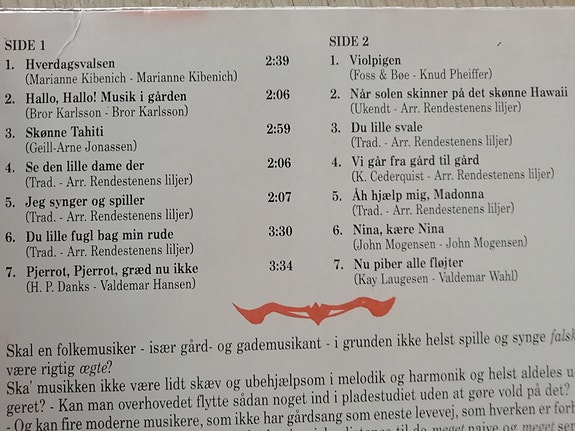 SIDE 1
1. Hverdagsvalsen 2:39
(Marianne Kibenich - Marianne Kibenich)
2. Hallo, Hallo! Musik i gården 2:06
(Bror Karlsson - Bror Karlsson)
3. Skønne Tahiti 2:59
(Geill-Arne Jonassen)
4. Se den lille dame der 2:06
(Trad. - Arr. Rendestenens liljer)
5. Jeg synger og spiller 2:07
(Trad. - Arr. Rendestenens liljer)
6. Du lille fugl bag min rude 3:30
(Trad. - Arr. Rendestenens liljer)
7. Pjerrot, Pjerrot, græd nu ikke 3:34
(H. P. Danks - Valdemar Hansen)
SIDE 2
1. Violpigen
(Foss & Bøe - Knud Pheiffer)
2. Når solen skinner på det skønne Hawaii
(Ukendt - Arr. Rendestenens liljer)
3. Du lille svale
(Trad. - Arr. Rendestenens liljer)
4. Vi går fra gård til gård
(K. Cederquist - Arr. Rendestenens liljer)
5. Åh hjælp mig, Madonna
(Trad. - Arr. Rendestenens liljer)
6. Nina, kære Nina
(John Mogensen - John Mogensen)
7. Nu piber alle fløjter
(Kay Laugesen - Valdemar Wahl)
Skal en folkemusiker - især gård- og gademusikant - i grunden ikke helst spille og synge falsk
være rigtig ægte?
Ska' musikken ikke være lidt skæv og ubehjælpsom i melodik og harmonik og helst aldeles u
geret? - Kan man overhovedet flytte sådan noget ind i pladestudiet uden at gøre vold på det?
- Og kan fire moderne musikere, som ikke har gårdsang som eneste levevej, som hverken er forh
meget naive og meget sen